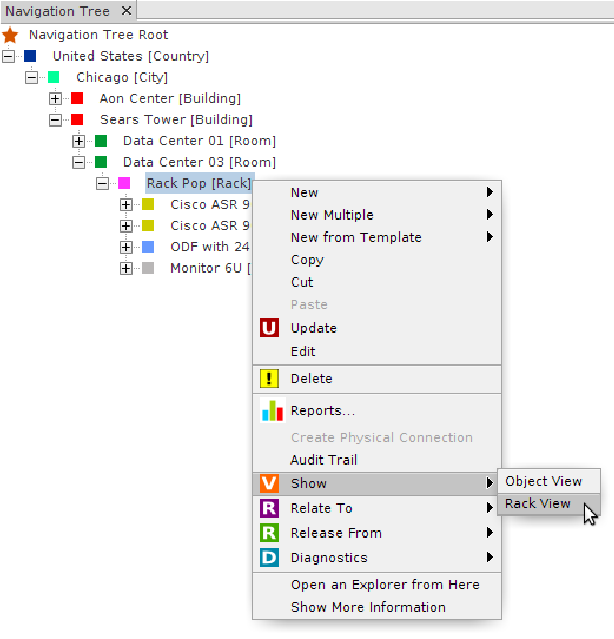 Navigation Tree
Navigation Tree Root
United States [Country]
Chicago [City]
Aon Center [Building]
Sears Tower [Building]
Data Center 01 [Room]
Data Center 03 [Room]
Rack Pop [Rack]
Cisco ASR 9
Cisco ASR 9
ODF with 24
Monitor 6U [
New
New Multiple
New from Template
Copy
Cut
Paste
U Update
Edit
! Delete
Reports...
Create Physical Connection
Audit Trail
V Show
Object View
Rack View
R Relate To
R Release From
D Diagnostics
Open an Explorer from Here
Show More Information